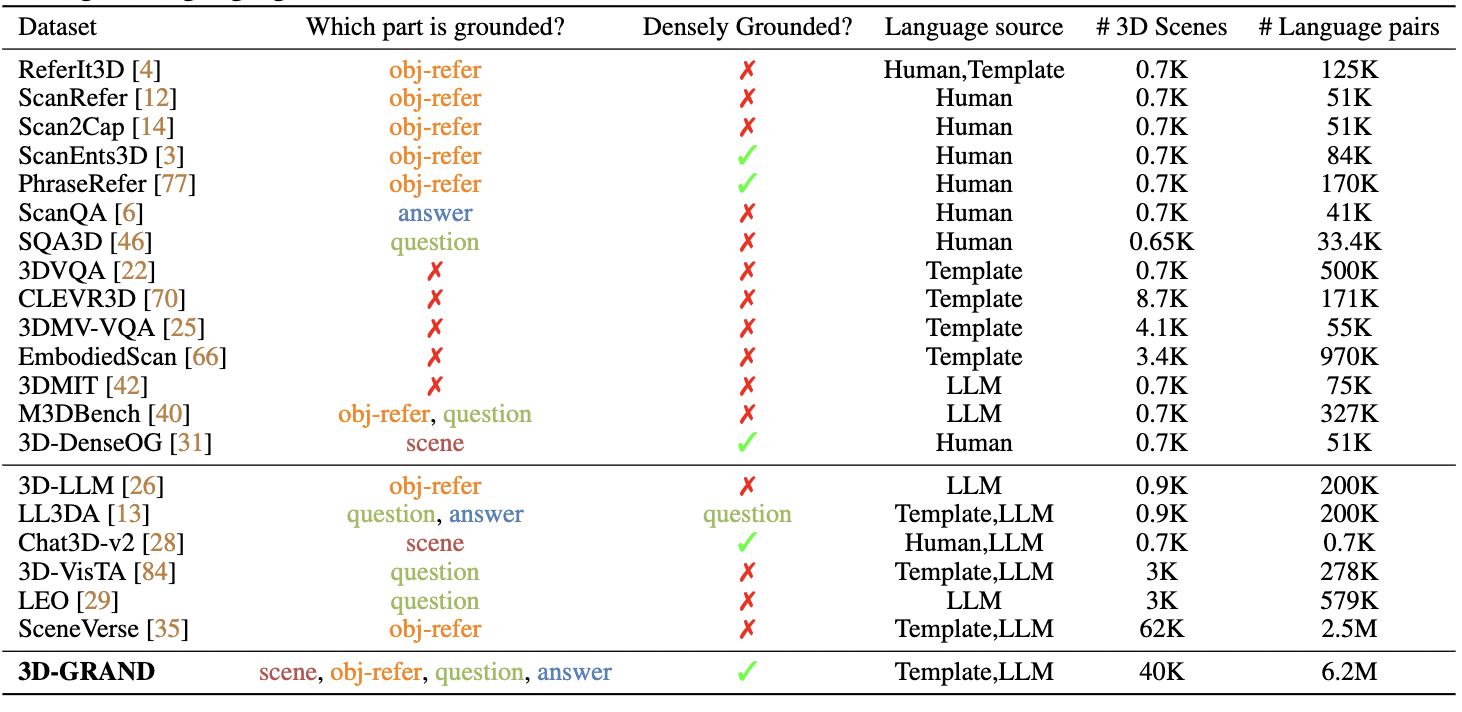 Dataset Which part is grounded? Densely Grounded? Language source # 3D Scenes # Language pairs
ReferIt3D [4] obj-refer ✗ Human,Template 0.7K 125K
ScanRefer [12] obj-refer ✗ Human 0.7K 51K
Scan2Cap [14] obj-refer ✗ Human 0.7K 51K
ScanEnts3D [3] obj-refer ✓ Human 0.7K 84K
PhraseRefer [77] obj-refer ✓ Human 0.7K 170K
ScanQA [6] answer ✗ Human 0.7K 41K
SQA3D [46] question ✗ Human 0.65K 33.4K
3DVQA [22] ✗ ✗ Template 0.7K 500K
CLEVR3D [70] ✗ ✗ Template 8.7K 171K
3DMV-VQA [25] ✗ ✗ Template 4.1K 55K
EmbodiedScan [66] ✗ ✗ Template 3.4K 970K
3DMIT [42] ✗ ✗ LLM 0.7K 75K
M3DBench [40] obj-refer, question ✗ LLM 0.7K 327K
3D-DenseOG [31] scene ✓ Human 0.7K 51K
3D-LLM [26] obj-refer ✗ LLM 0.9K 200K
LL3DA [13] question, answer question Template,LLM 0.9K 200K
Chat3D-v2 [28] scene ✓ Human,LLM 0.7K 0.7K
3D-VisTA [84] question ✗ Template,LLM 3K 278K
LEO [29] question ✗ LLM 3K 579K
SceneVerse [35] obj-refer ✗ Template,LLM 62K 2.5M
3D-GRAND scene, obj-refer, question, answer ✓ Template,LLM 40K 6.2M